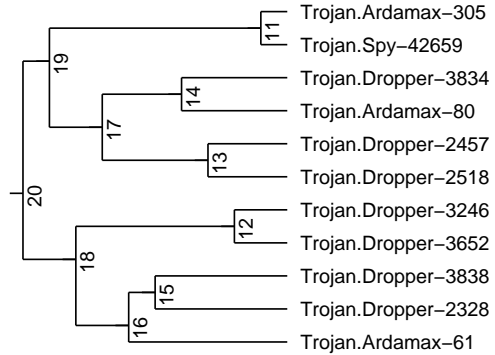 Trojan.Ardamax−305
11
Trojan.Spy−42659
19
Trojan.Dropper−3834
14
Trojan.Ardamax−80
17
Trojan.Dropper−2457
13
Trojan.Dropper−2518
20
Trojan.Dropper−3246
12
Trojan.Dropper−3652
18
Trojan.Dropper−3838
15
Trojan.Dropper−2328
16
Trojan.Ardamax−61